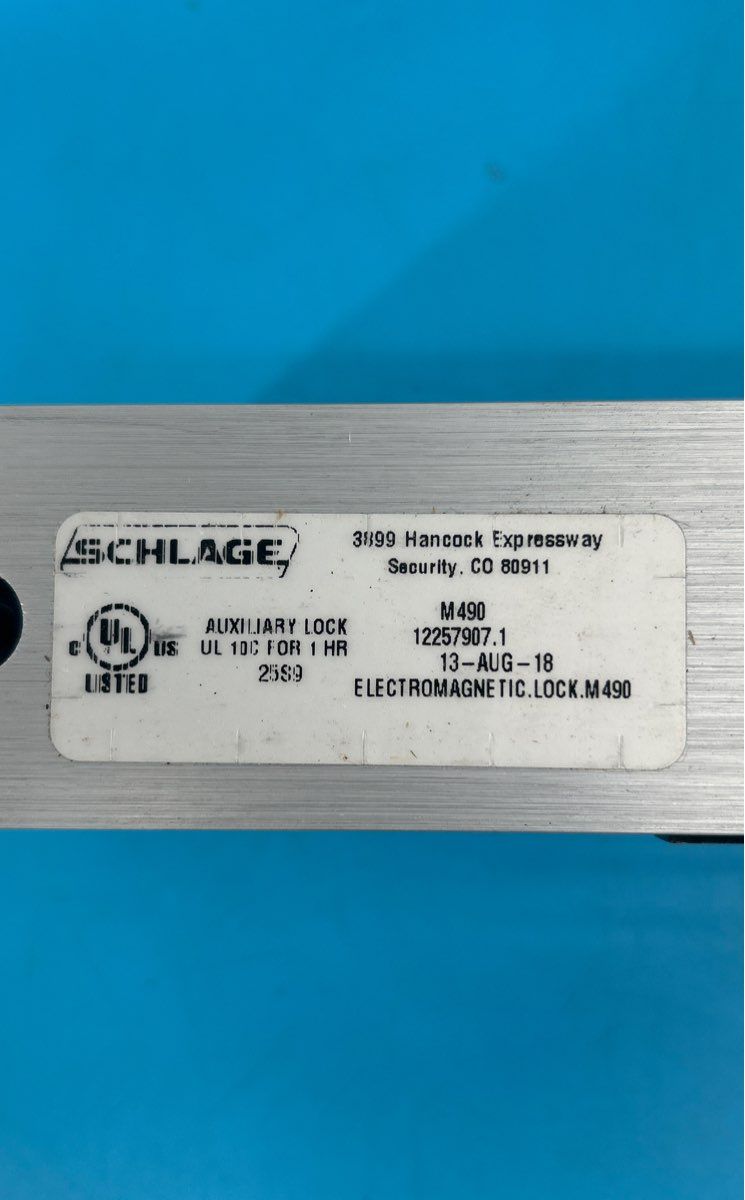 SCHLAGE
3899 Hancock Expressway
Security, CO 80911
C UL US
LISTED
AUXILIARY LOCK
UL 10C FOR 1 HR
25S9
M490
12257907.1
13-AUG-18
ELECTROMAGNETIC.LOCK.M490